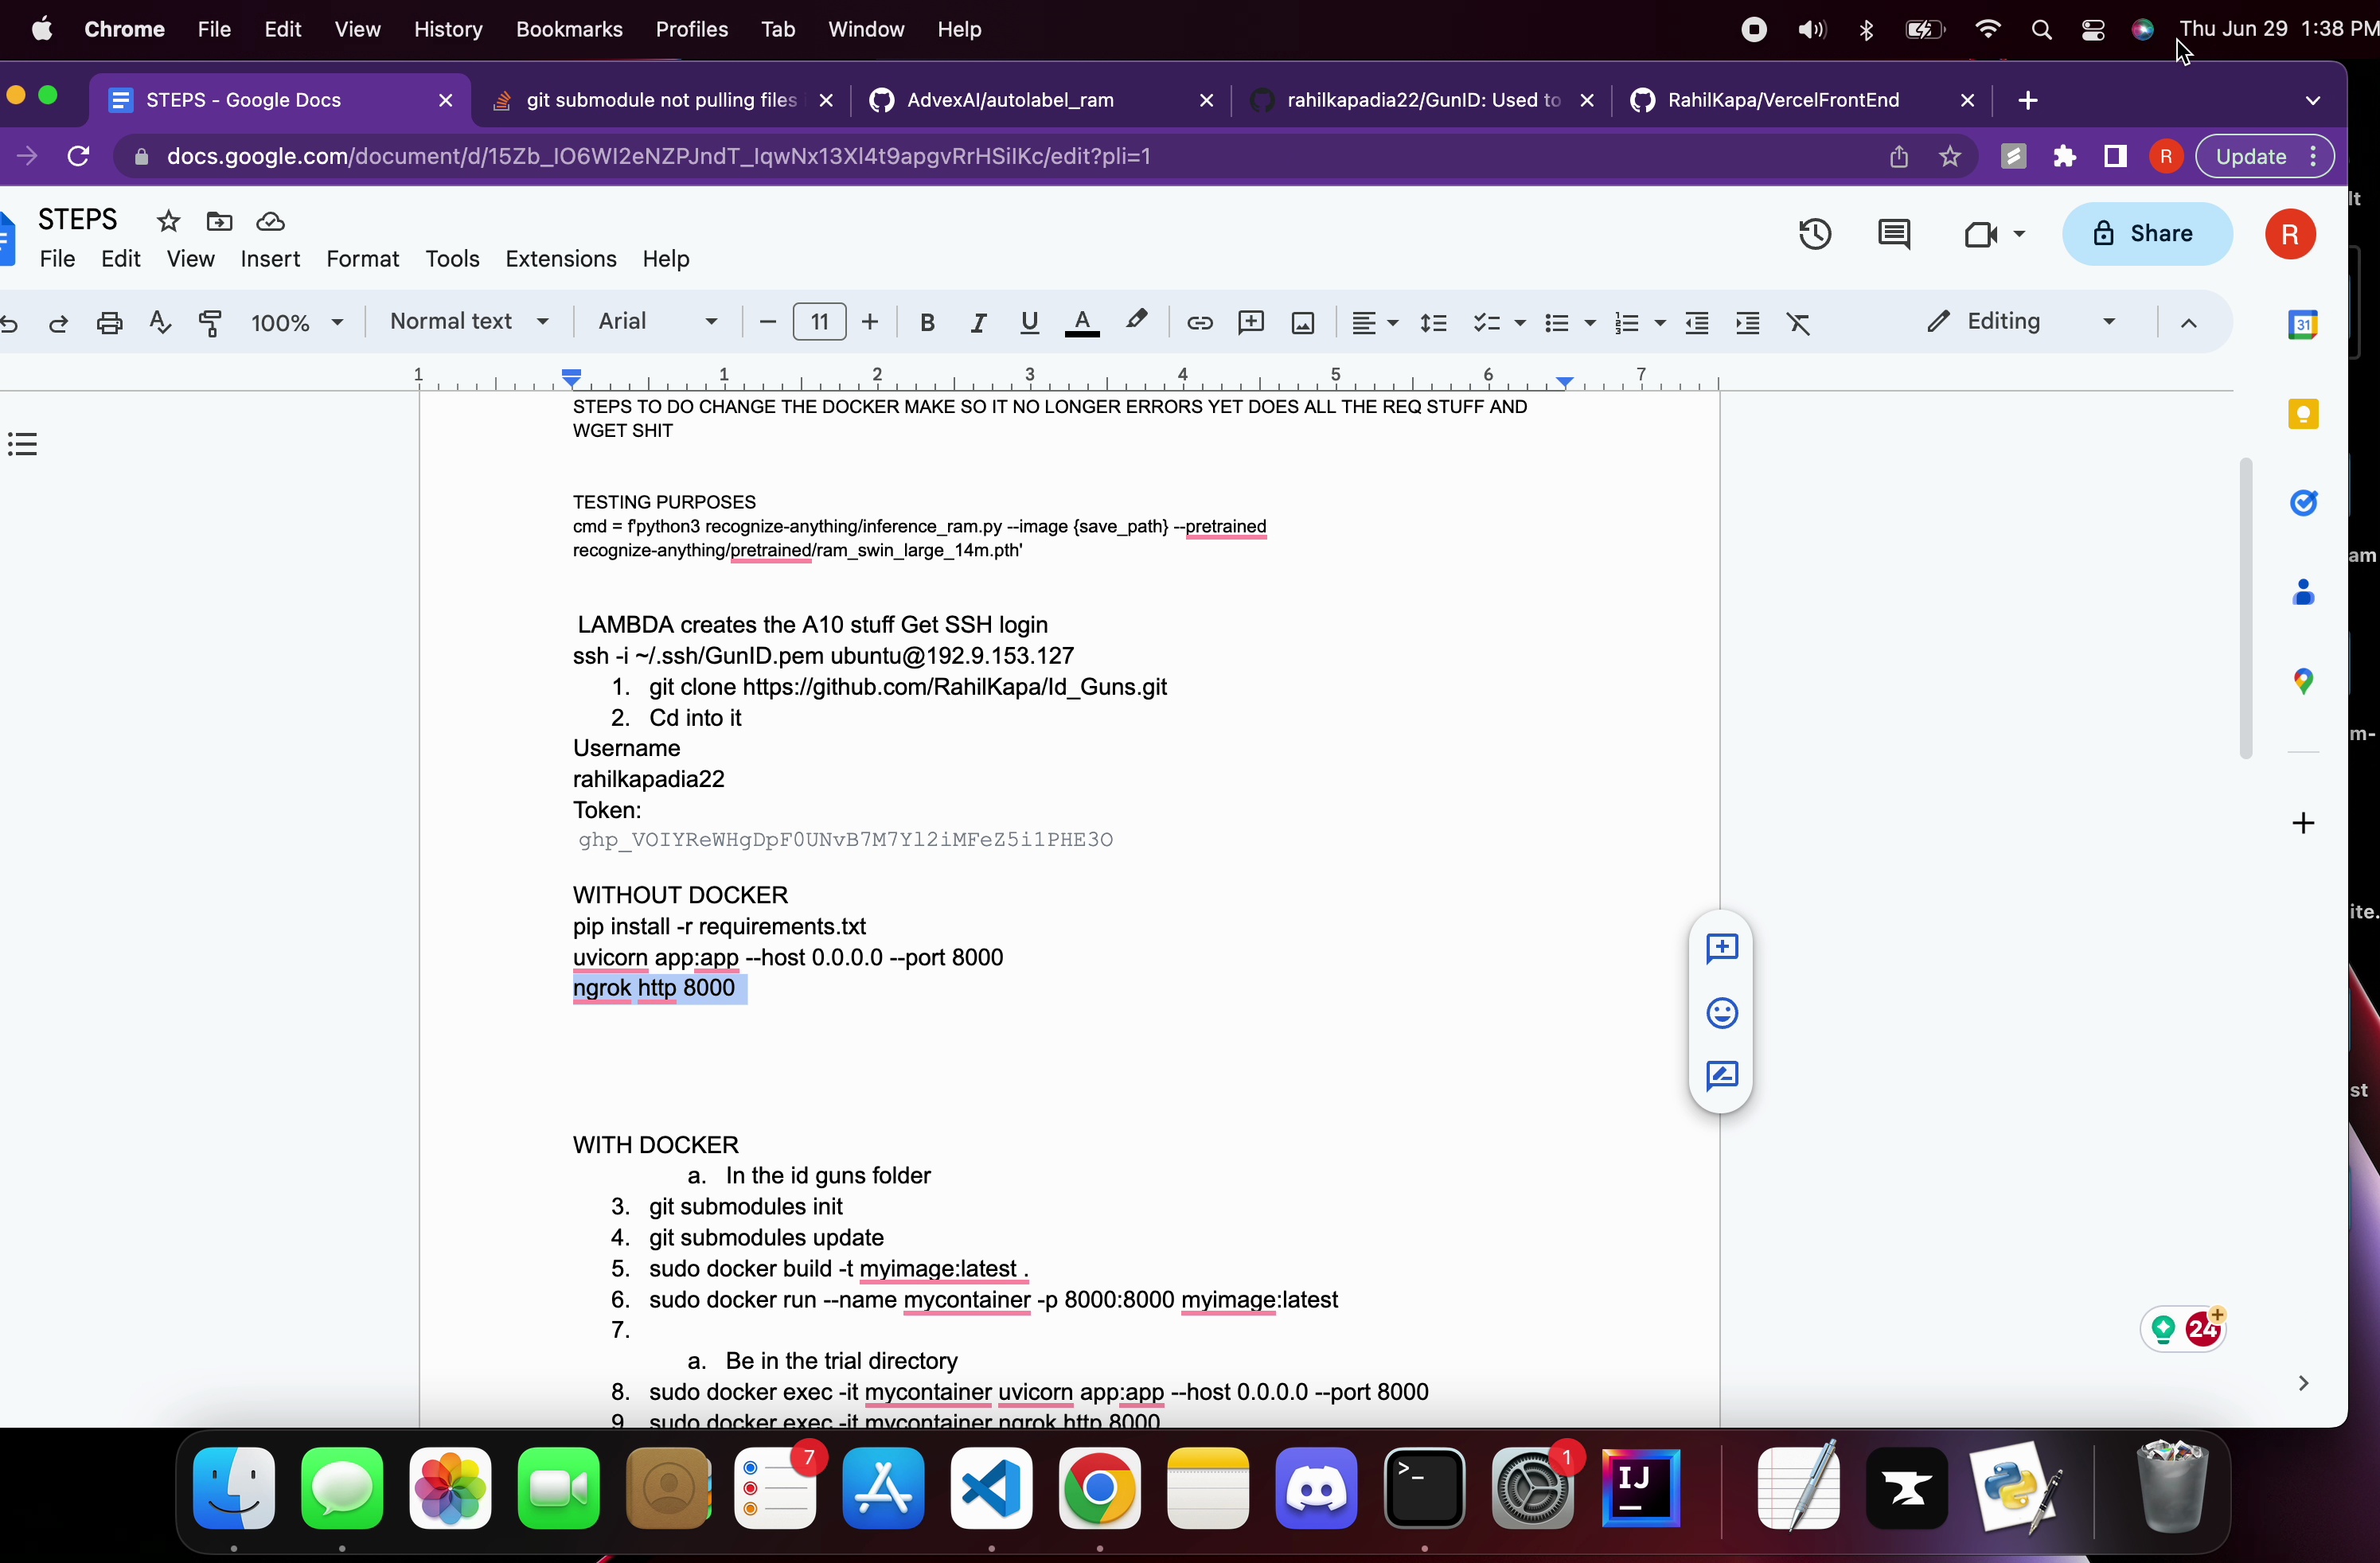 Chrome File Edit View History Bookmarks Profiles Tab Window Help Thu Jun 29 1:38 PM
STEPS - Google Docs git submodule not pulling files AdvexAI/autolabel_ram rahilkapadia22/GunID: Used to RahilKapa/VercelFrontEnd
docs.google.com/document/d/15Zb_IO6WI2eNZPJndT_IqwNx13XI4t9apgvRrHSilKc/edit?pli=1 R Update
STEPS
File Edit View Insert Format Tools Extensions Help Share R
100% Normal text Arial 11 B I U A Editing 31
1 1 2 3 4 5 6 7
STEPS TO DO CHANGE THE DOCKER MAKE SO IT NO LONGER ERRORS YET DOES ALL THE REQ STUFF AND
WGET SHIT
TESTING PURPOSES
cmd = f'python3 recognize-anything/inference_ram.py --image {save_path} --pretrained
recognize-anything/pretrained/ram_swin_large_14m.pth'
LAMBDA creates the A10 stuff Get SSH login
ssh -i ~/.ssh/GunID.pem ubuntu@192.9.153.127
1. git clone https://github.com/RahilKapa/Id_Guns.git
2. Cd into it
Username
rahilkapadia22
Token:
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
WITHOUT DOCKER
pip install -r requirements.txt
uvicorn app:app --host 0.0.0.0 --port 8000
ngrok http 8000
WITH DOCKER
a. In the id guns folder
3. git submodules init
4. git submodules update
5. sudo docker build -t myimage:latest .
6. sudo docker run --name mycontainer -p 8000:8000 myimage:latest
7.
a. Be in the trial directory
8. sudo docker exec -it mycontainer uvicorn app:app --host 0.0.0.0 --port 8000
9. sudo docker exec -it mycontainer ngrok http 8000
24
lt
am
m-
ite.
st
7
1
IJ